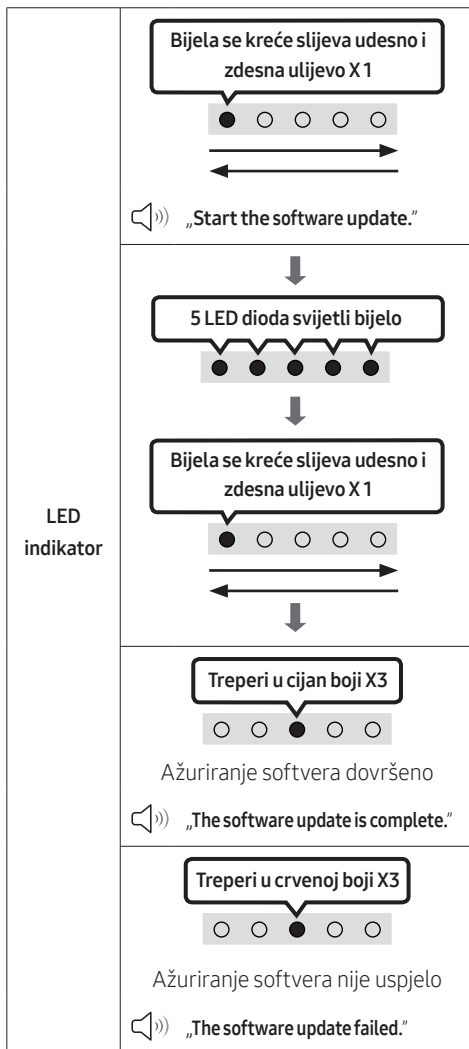 LED
indikator
Bijela se kreće slijeva udesno i
zdesna ulijevo X 1
„Start the software update.”
5 LED dioda svijetli bijelo
Bijela se kreće slijeva udesno i
zdesna ulijevo X 1
Treperi u cijan boji X3
Ažuriranje softvera dovršeno
„The software update is complete.”
Treperi u crvenoj boji X3
Ažuriranje softvera nije uspjelo
„The software update failed.”